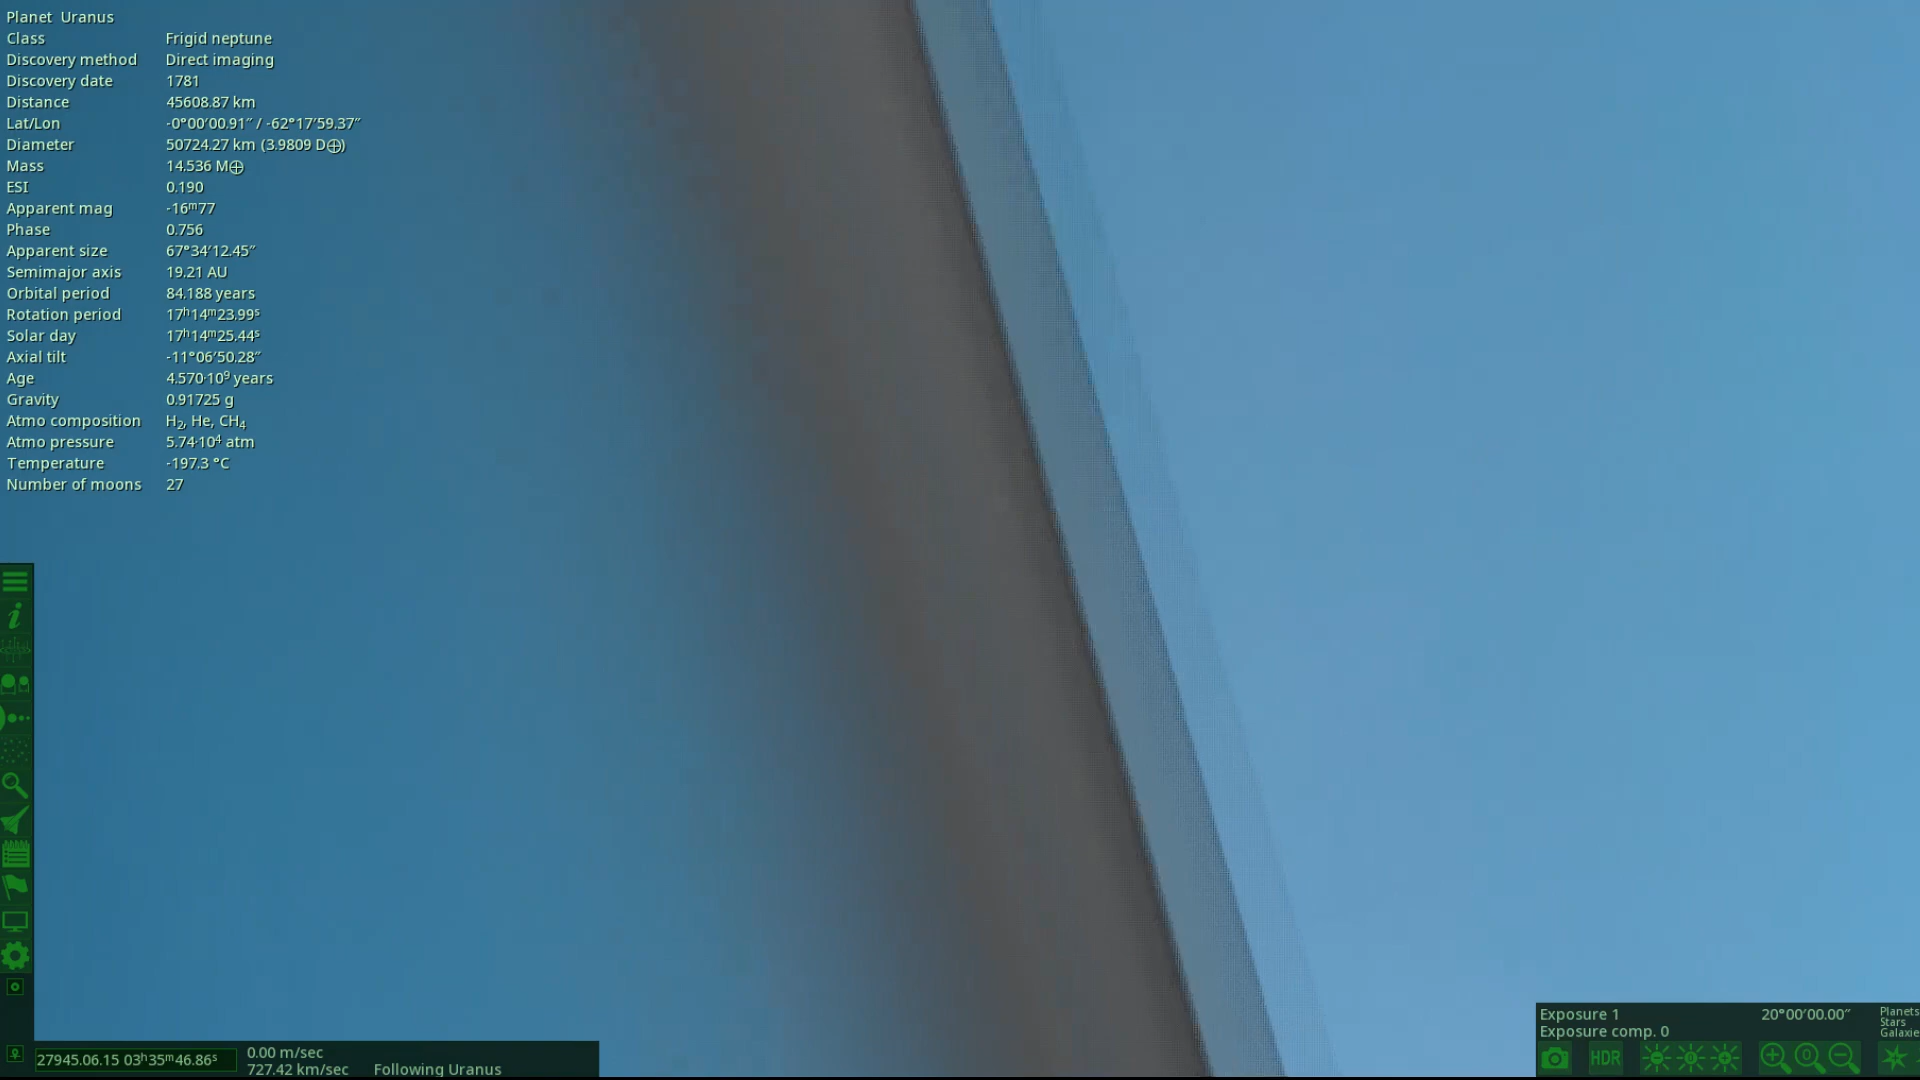 Planet Uranus
Class Frigid neptune
Discovery method Direct imaging
Discovery date 1781
Distance 45608.87 km
Lat/Lon -0°00′00.91″ / -62°17′59.37″
Diameter 50724.27 km (3.9809 D⊕)
Mass 14.536 M⊕
ESI 0.190
Apparent mag -16ᵐ77
Phase 0.756
Apparent size 67°34′12.45″
Semimajor axis 19.21 AU
Orbital period 84.188 years
Rotation period 17ʰ14ᵐ23.99ˢ
Solar day 17ʰ14ᵐ25.44ˢ
Axial tilt -11°06′50.28″
Age 4.570·10⁹ years
Gravity 0.91725 g
Atmo composition H₂, He, CH₄
Atmo pressure 5.74·10⁴ atm
Temperature -197.3 °C
Number of moons 27
27945.06.15 03ʰ35ᵐ46.86ˢ
0.00 m/sec
727.42 km/sec Following Uranus
Exposure 1 20°00′00.00″
Exposure comp. 0
Planets
Stars
Galaxie
HDR